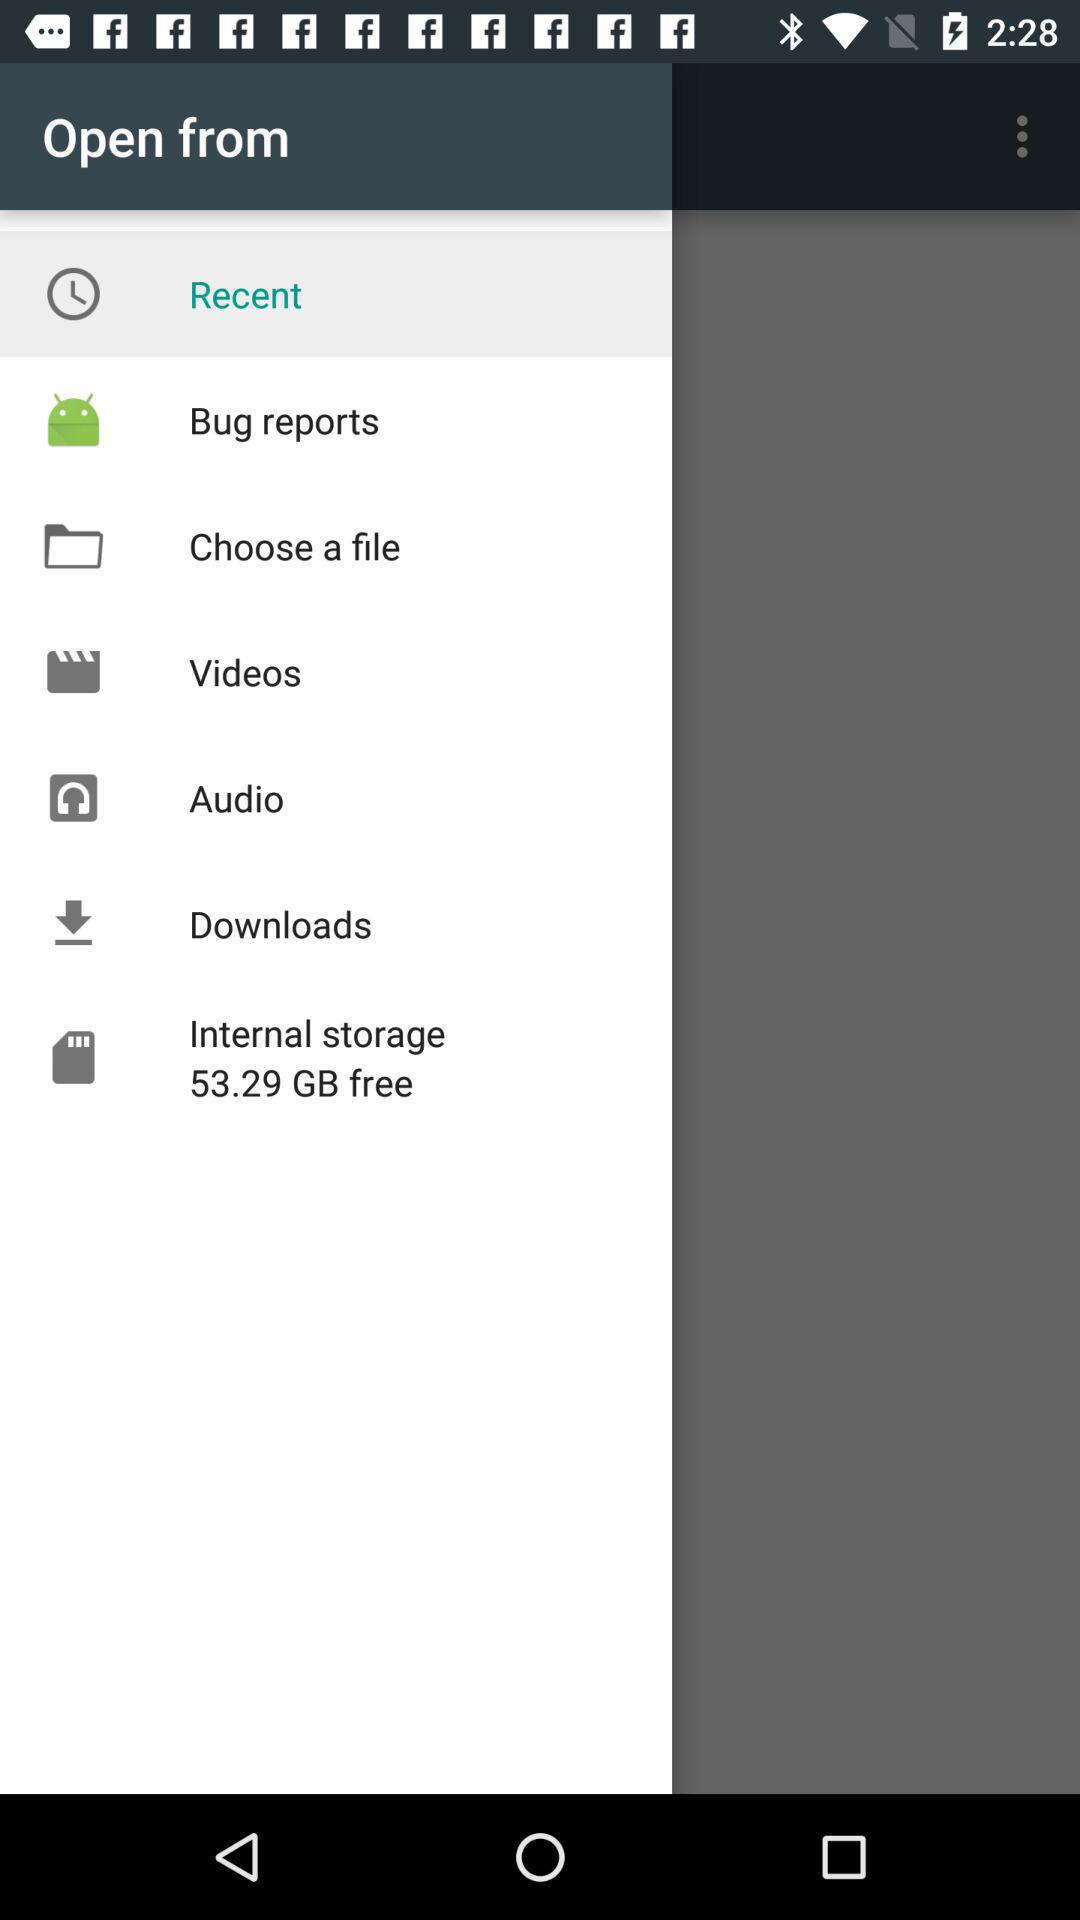 2:28
Open from
Recent
Bug reports
Choose a file
Videos
Audio
Downloads
Internal storage
53.29 GB free